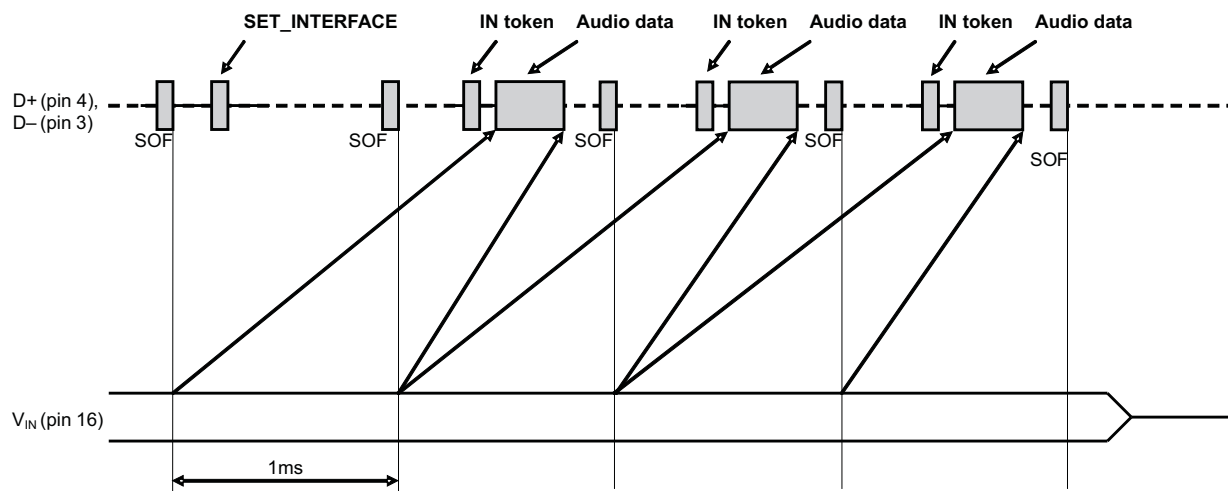 SET_INTERFACE
IN token
Audio data
IN token
Audio data
IN token
Audio data
D+ (pin 4),
D– (pin 3)
SOF
SOF
SOF
SOF
SOF
VIN (pin 16)
1ms